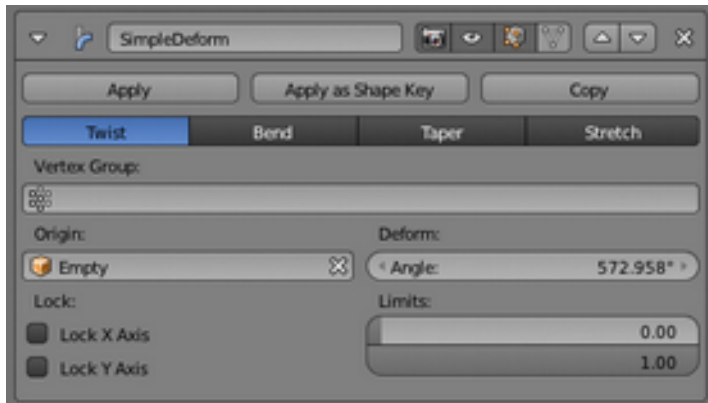 SimpleDeform
Apply Apply as Shape Key Copy
Twist Bend Taper Stretch
Vertex Group:
Origin: Deform:
Empty Angle: 572.958°
Lock: Limits:
Lock X Axis 0.00
Lock Y Axis 1.00